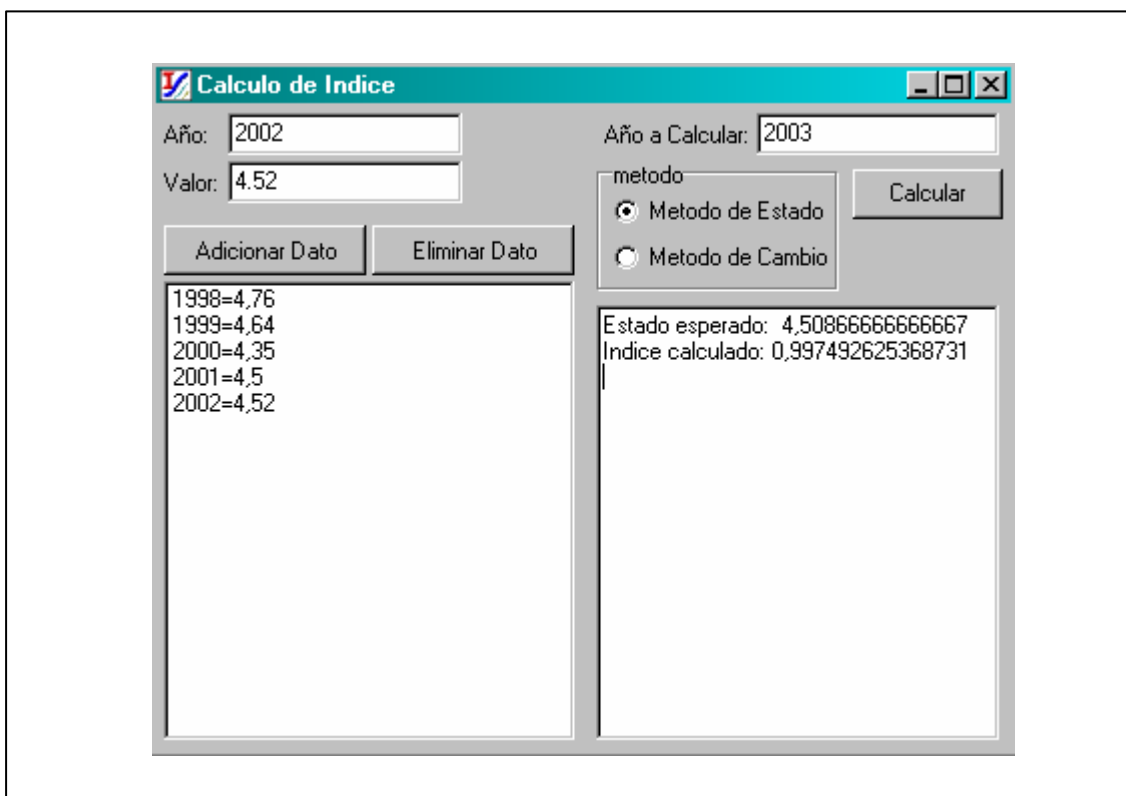 Calculo de Indice
Año: 2002
Valor: 4.52
Adicionar Dato Eliminar Dato
1998=4,76
1999=4,64
2000=4,35
2001=4,5
2002=4,52
Año a Calcular: 2003
metodo
Metodo de Estado
Metodo de Cambio
Calcular
Estado esperado: 4,50866666666667
Indice calculado: 0,997492625368731